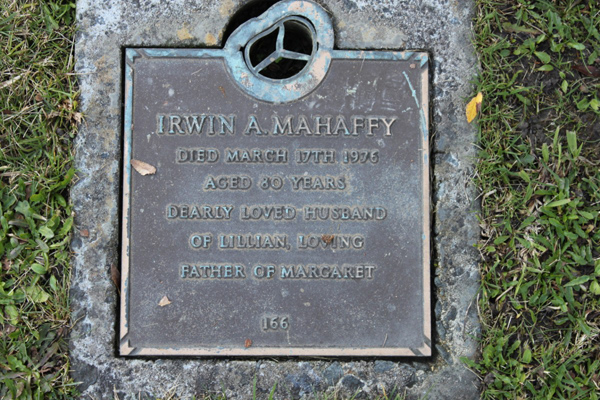 IRWIN A. MAHAFFY
DIED MARCH 17TH 1976
AGED 80 YEARS
DEARLY LOVED HUSBAND
OF LILLIAN, LOVING
FATHER OF MARGARET
166